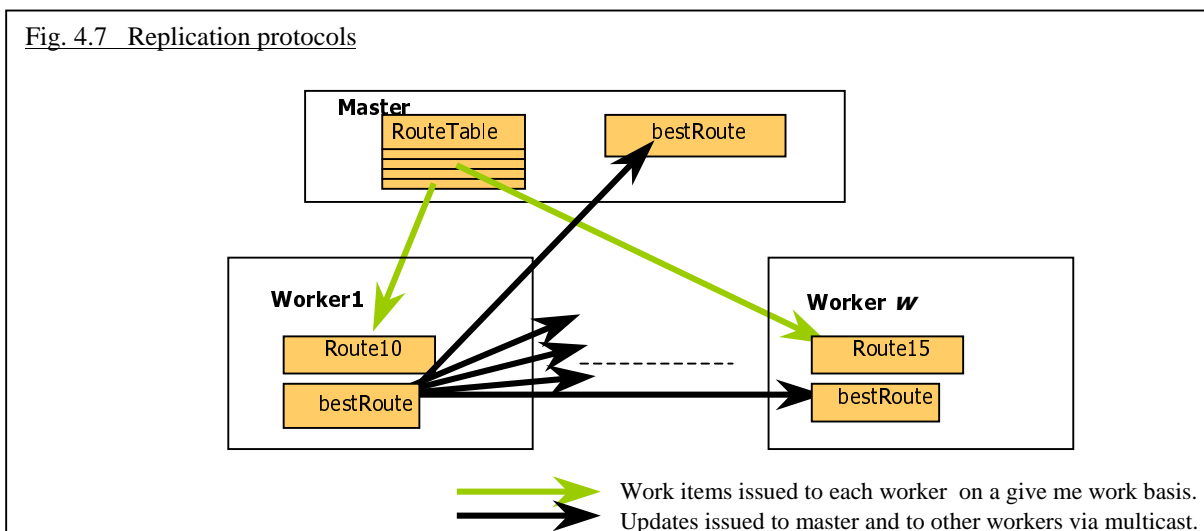 Fig. 4.7 Replication protocols
Master
RouteTable
bestRoute
Worker1
Worker w
Route10
Route15
bestRoute
bestRoute
Work items issued to each worker on a give me work basis.
Updates issued to master and to other workers via multicast.